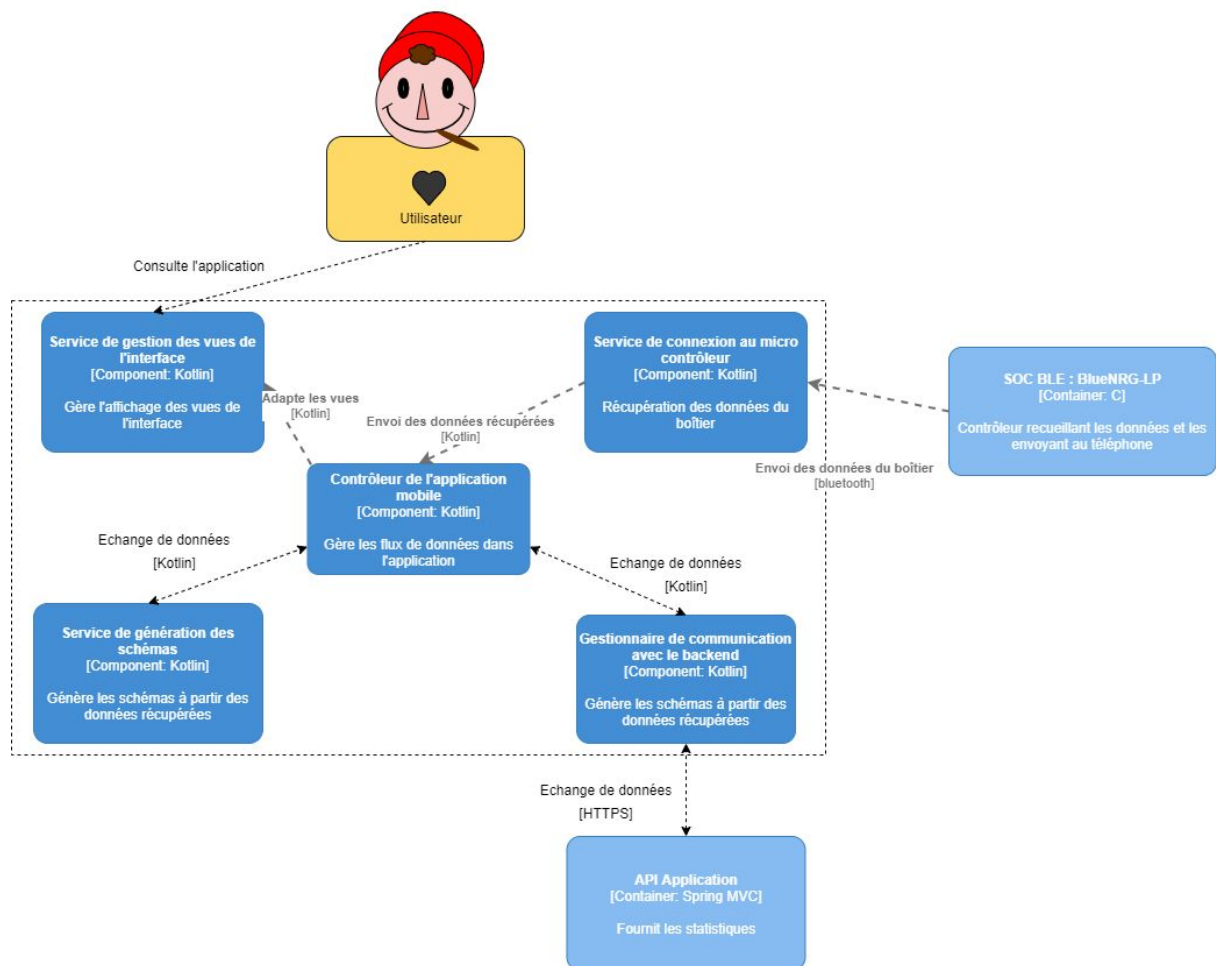 Utilisateur
Consulte l'application
Service de gestion des vues de
l'interface
[Component: Kotlin]
Gère l'affichage des vues de
l'interface
Service de connexion au micro
contrôleur
[Component: Kotlin]
Récupération des données du
boîtier
SOC BLE : BlueNRG-LP
[Container: C]
Contrôleur recueillant les données et les
envoyant au téléphone
Adapte les vues
[Kotlin]
Envoi des données récupérées
[Kotlin]
Envoi des données du boîtier
[bluetooth]
Contrôleur de l'application
mobile
[Component: Kotlin]
Gère les flux de données dans
l'application
Echange de données
[Kotlin]
Echange de données
[Kotlin]
Service de génération des
schémas
[Component: Kotlin]
Génère les schémas à partir des
données récupérées
Gestionnaire de communication
avec le backend
[Component: Kotlin]
Génère les schémas à partir des
données récupérées
Echange de données
[HTTPS]
API Application
[Container: Spring MVC]
Fournit les statistiques